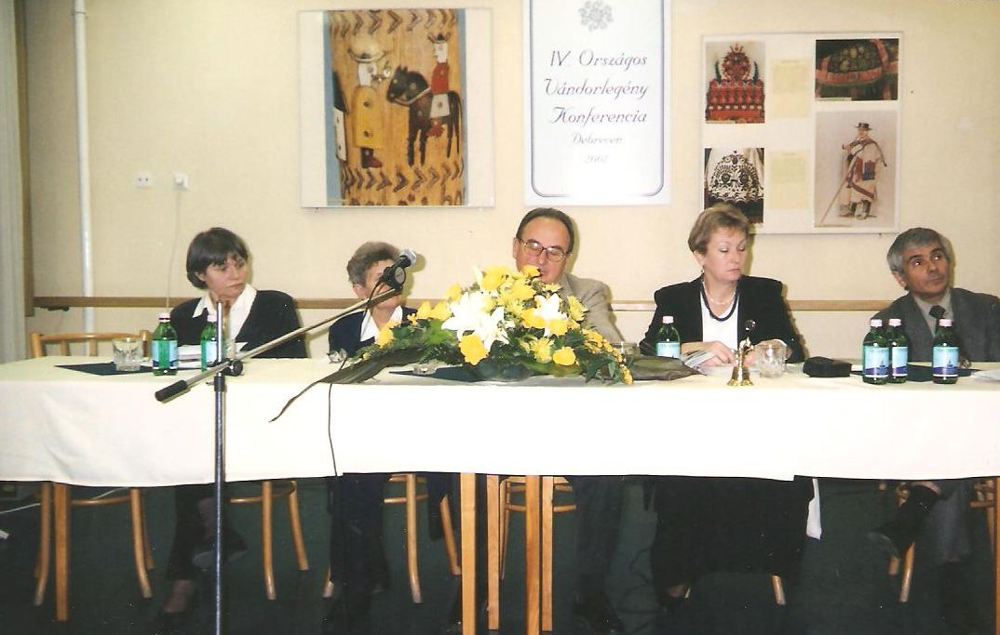 IV. Országos
Vándorlegény
Konferencia
Debrecen